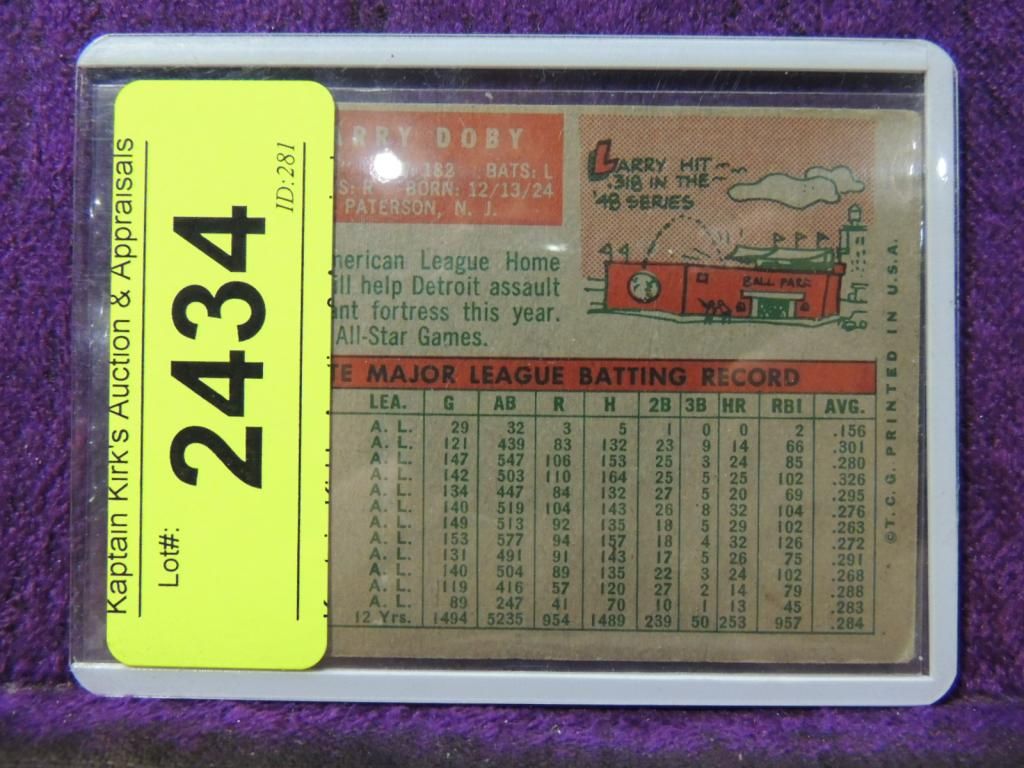 Kaptain Kirk's Auction & Appraisals
Lot#:
2434
ID:281
ARRY DOBY
182 BATS: L
S: R BORN: 12/13/24
PATERSON, N. J.
LARRY HIT
.318 IN THE
'48 SERIES
BALL PARK
merican League Home
ill help Detroit assault
ant fortress this year.
All-Star Games.
TE MAJOR LEAGUE BATTING RECORD
LEA. G AB R H 2B 3B HR RBI AVG.
A. L. 29 32 3 5 1 0 0 2 .156
A. L. 121 439 83 132 23 9 14 66 .301
A. L. 147 547 106 153 25 3 24 85 .280
A. L. 142 503 110 164 25 5 25 102 .326
A. L. 134 447 84 132 27 5 20 69 .295
A. L. 140 519 104 143 26 8 32 104 .276
A. L. 149 513 92 135 18 5 29 102 .263
A. L. 153 577 94 157 18 4 32 126 .272
A. L. 131 491 91 143 17 5 26 75 .291
A. L. 140 504 89 135 22 3 24 102 .268
A. L. 119 416 57 120 27 2 14 79 .288
A. L. 89 247 41 70 10 1 13 45 .283
12 Yrs. 1494 5235 954 1489 239 50 253 957 .284
©T. C. G. PRINTED IN U.S.A.